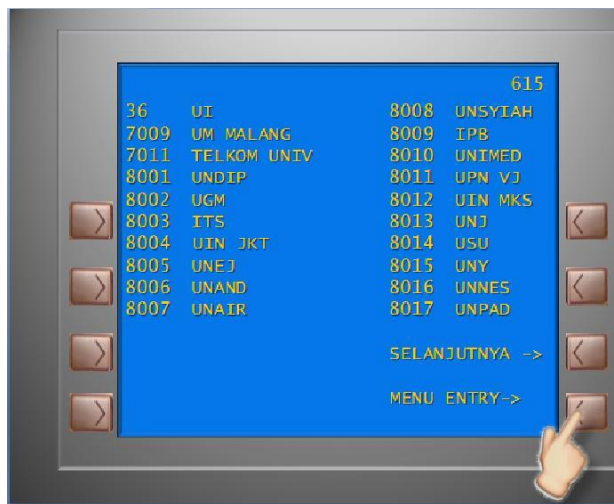 615
36 UI 8008 UNSYIAH
7009 UM MALANG 8009 IPB
7011 TELKOM UNIV 8010 UNIMED
8001 UNDIP 8011 UPN VJ
8002 UGM 8012 UIN MKS
8003 ITS 8013 UNJ
8004 UIN JKT 8014 USU
8005 UNEJ 8015 UNY
8006 UNAND 8016 UNNES
8007 UNAIR 8017 UNPAD
SELANJUTNYA ->
MENU ENTRY->